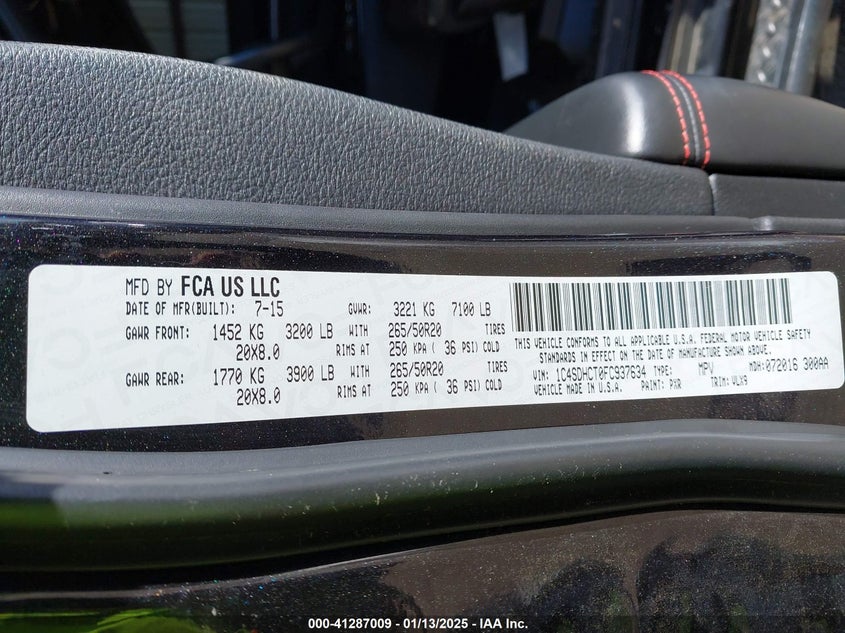 MFD BY FCA US LLC
DATE OF MFR(BUILT): 7-15 GVWR: 3221 KG 7100 LB
GAWR FRONT: 1452 KG 3200 LB WITH 265/50R20 TIRES
20X8.0 RIMS AT 250 KPA ( 36 PSI) COLD
GAWR REAR: 1770 KG 3900 LB WITH 265/50R20 TIRES
20X8.0 RIMS AT 250 KPA ( 36 PSI) COLD
THIS VEHICLE CONFORMS TO ALL APPLICABLE U.S.A. FEDERAL MOTOR VEHICLE SAFETY
STANDARDS IN EFFECT ON THE DATE OF MANUFACTURE SHOWN ABOVE.
VIN: 1C4SDHCT0FC937634 TYPE: MPV MDH: 072016 300AA
VEHICLE MADE IN U.S.A. PAINT: PXR TRIM: VLX9
000-41287009 - 01/13/2025 - IAA Inc.